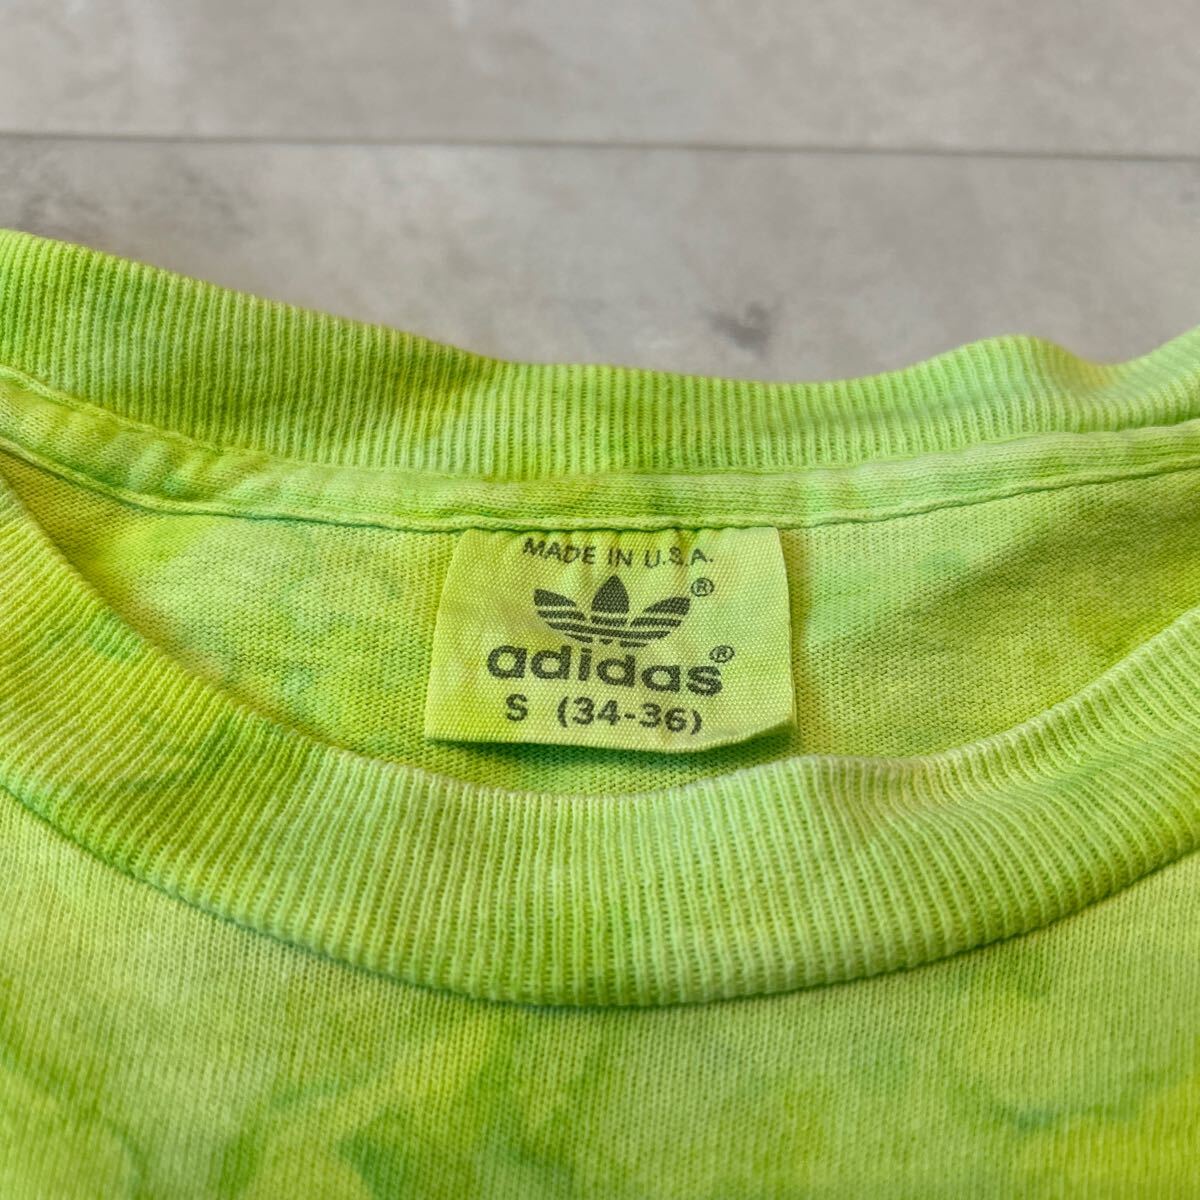 MADE IN U.S.A.
®
adidas®
S (34-36)